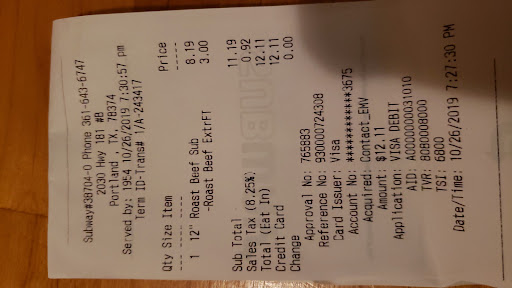 Subway#38704-0 Phone 361-643-6747
2030 Hwy 181 #B
Portland, TX, 78374
Served by: 1954 10/26/2019 7:30:57 pm
Term ID-Trans# 1/A-243417
Qty Size Item Price
--- ---- ---- -----
1 12" Roast Beef Sub 8.19
-Roast Beef ExtrFT 3.00
Sub Total 11.19
Sales Tax (8.25%) 0.92
Total (Eat In) 12.11
Credit Card 12.11
Change 0.00
Approval No: 765883
Reference No: 930000724308
Card Issuer: Visa
Account No: ************3675
Acquired: Contact_EMV
Amount: $12.11
Application: VISA DEBIT
AID: A0000000031010
TVR: 8080008000
TSI: 6800
Date/Time: 10/26/2019 7:27:30 PM